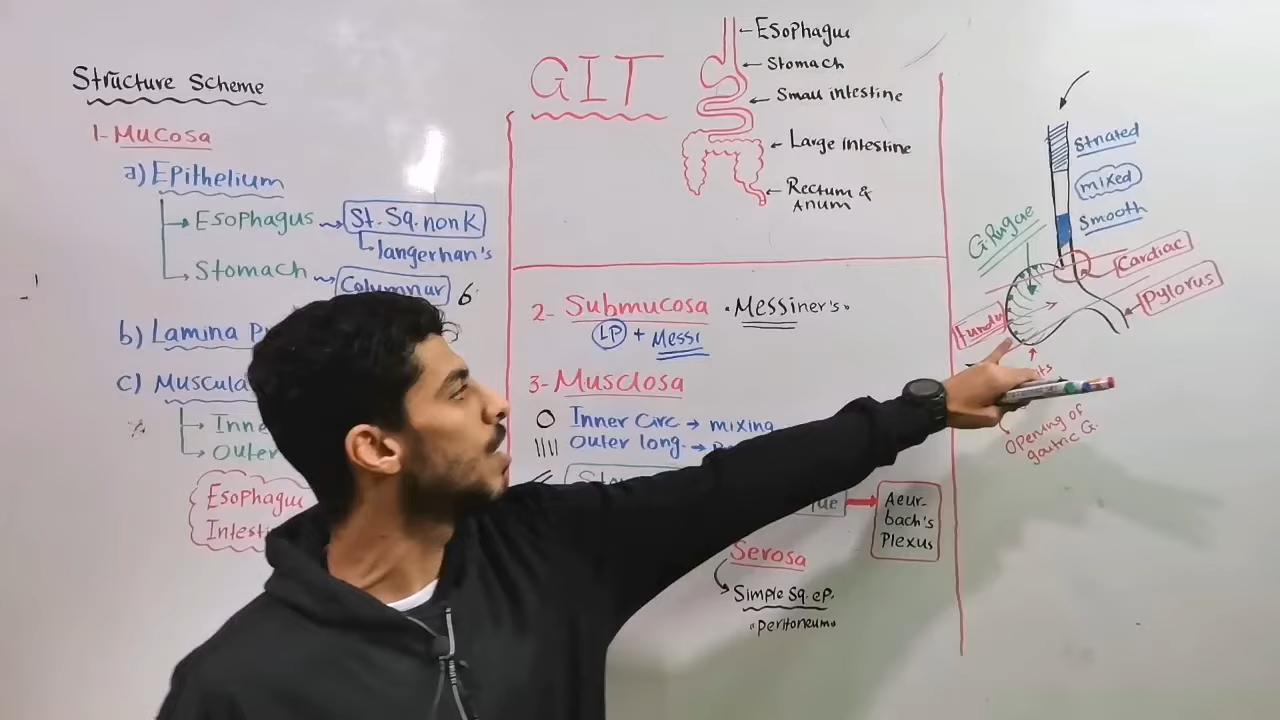 Structure Scheme
1- Mucosa
a) Epithelium
Esophagus
St. Sq. non K
langerhan's
Stomach
Columnar
6
b) Lamina
c) Muscula
Inne
Outer
Esophagu
Intesti
GIT
Esophagus
Stomach
Small intestine
Large intestine
Rectum &
Anum
2- Submucosa "Messiner's"
LP + Messi
3- Musclosa
Inner Circ → mixing
Outer long. →
Aeur-
bach's
Plexus
Serosa
Simple Sq. eP.
"Peritoneum"
Striated
mixed
Smooth
G. Rugae
Cardiac
Pylorus
Fundu
Opening of
gastric G.